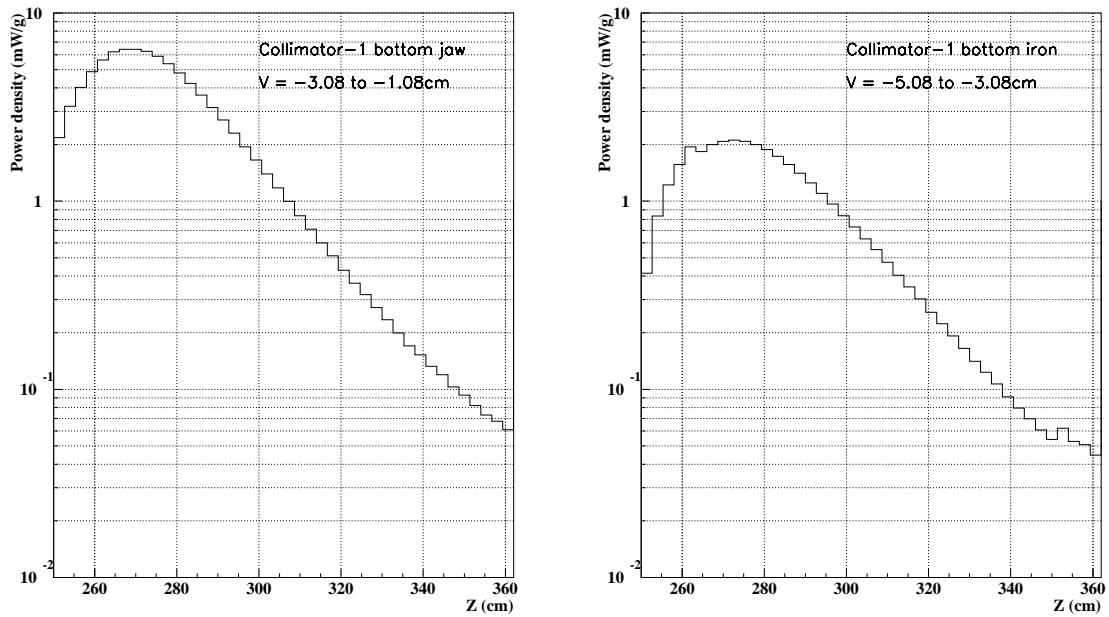 Power density (mW/g)
10
1
10 -1
10 -2
Collimator-1 bottom jaw
V = -3.08 to -1.08cm
260 280 300 320 340 360
Z (cm)
Power density (mW/g)
10
1
10 -1
10 -2
Collimator-1 bottom iron
V = -5.08 to -3.08cm
260 280 300 320 340 360
Z (cm)